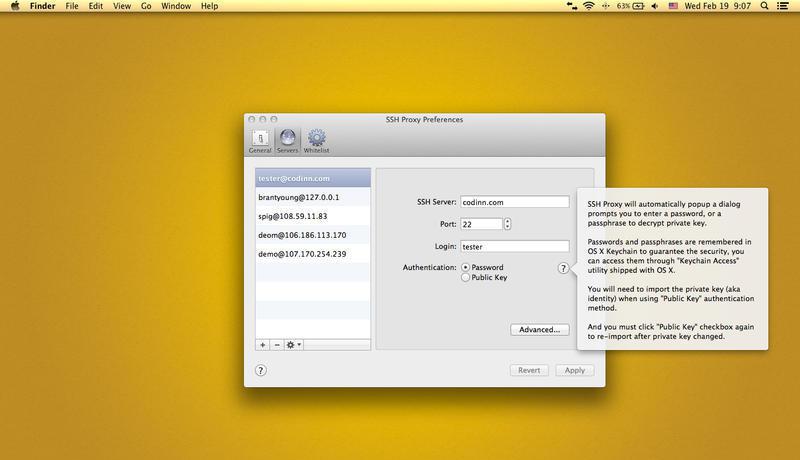 Finder File Edit View Go Window Help 63% Wed Feb 19 9:07
SSH Proxy Preferences
General Servers Whitelist
tester@codinn.com
brantyoung@127.0.0.1
spig@108.59.11.83
deom@106.186.113.170
demo@107.170.254.239
SSH Server: codinn.com
Port: 22
Login: tester
Authentication: Password
Public Key
?
Advanced...
+ −
?
Revert Apply
SSH Proxy will automatically popup a dialog
prompts you to enter a password, or a
passphrase to decrypt private key.
Passwords and passphrases are remembered in
OS X Keychain to guarantee the security, you
can access them through "Keychain Access"
utility shipped with OS X.
You will need to import the private key (aka
identity) when using "Public Key" authentication
method.
And you must click "Public Key" checkbox again
to re-import after private key changed.